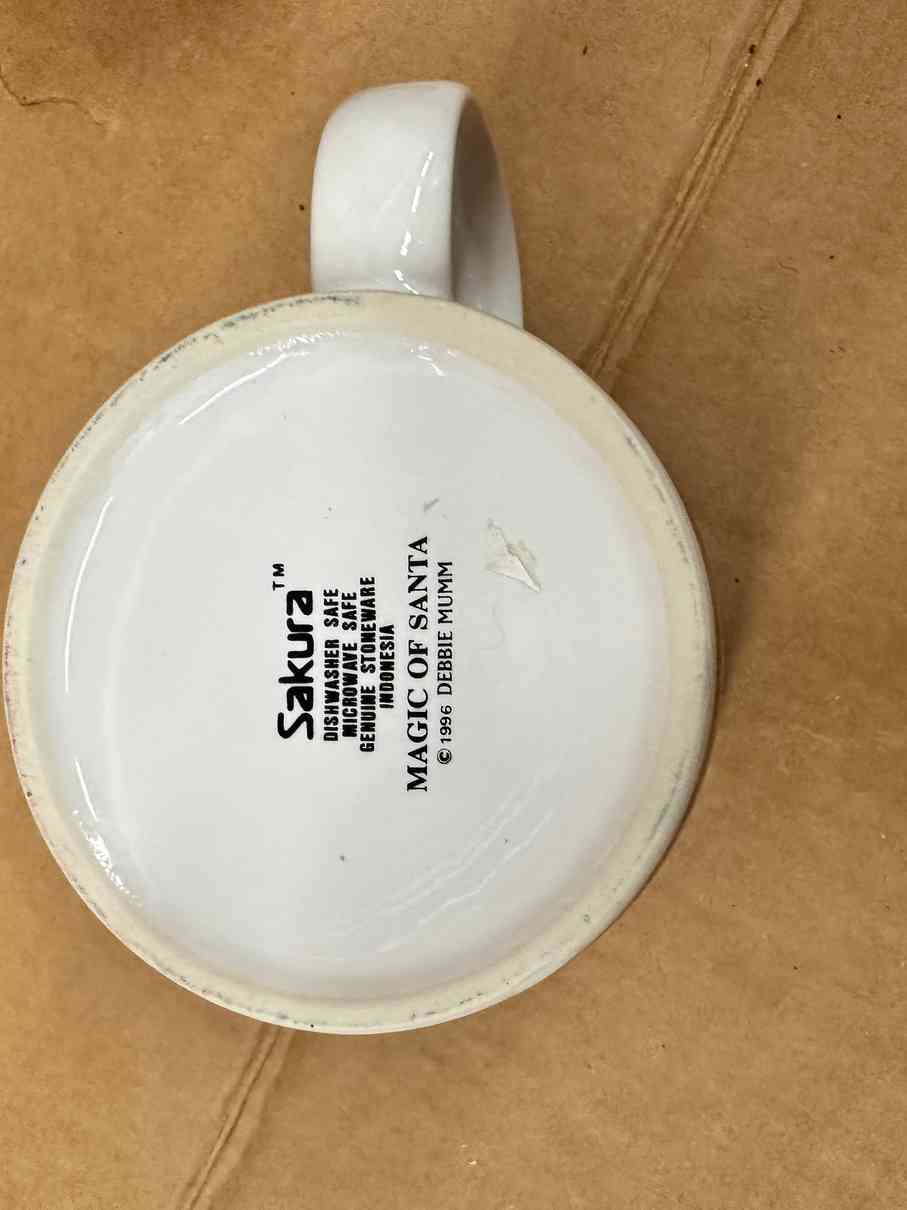 Sakura™
DISHWASHER SAFE
MICROWAVE SAFE
GENUINE STONEWARE
INDONESIA
MAGIC OF SANTA
© 1996 DEBBIE MUMM